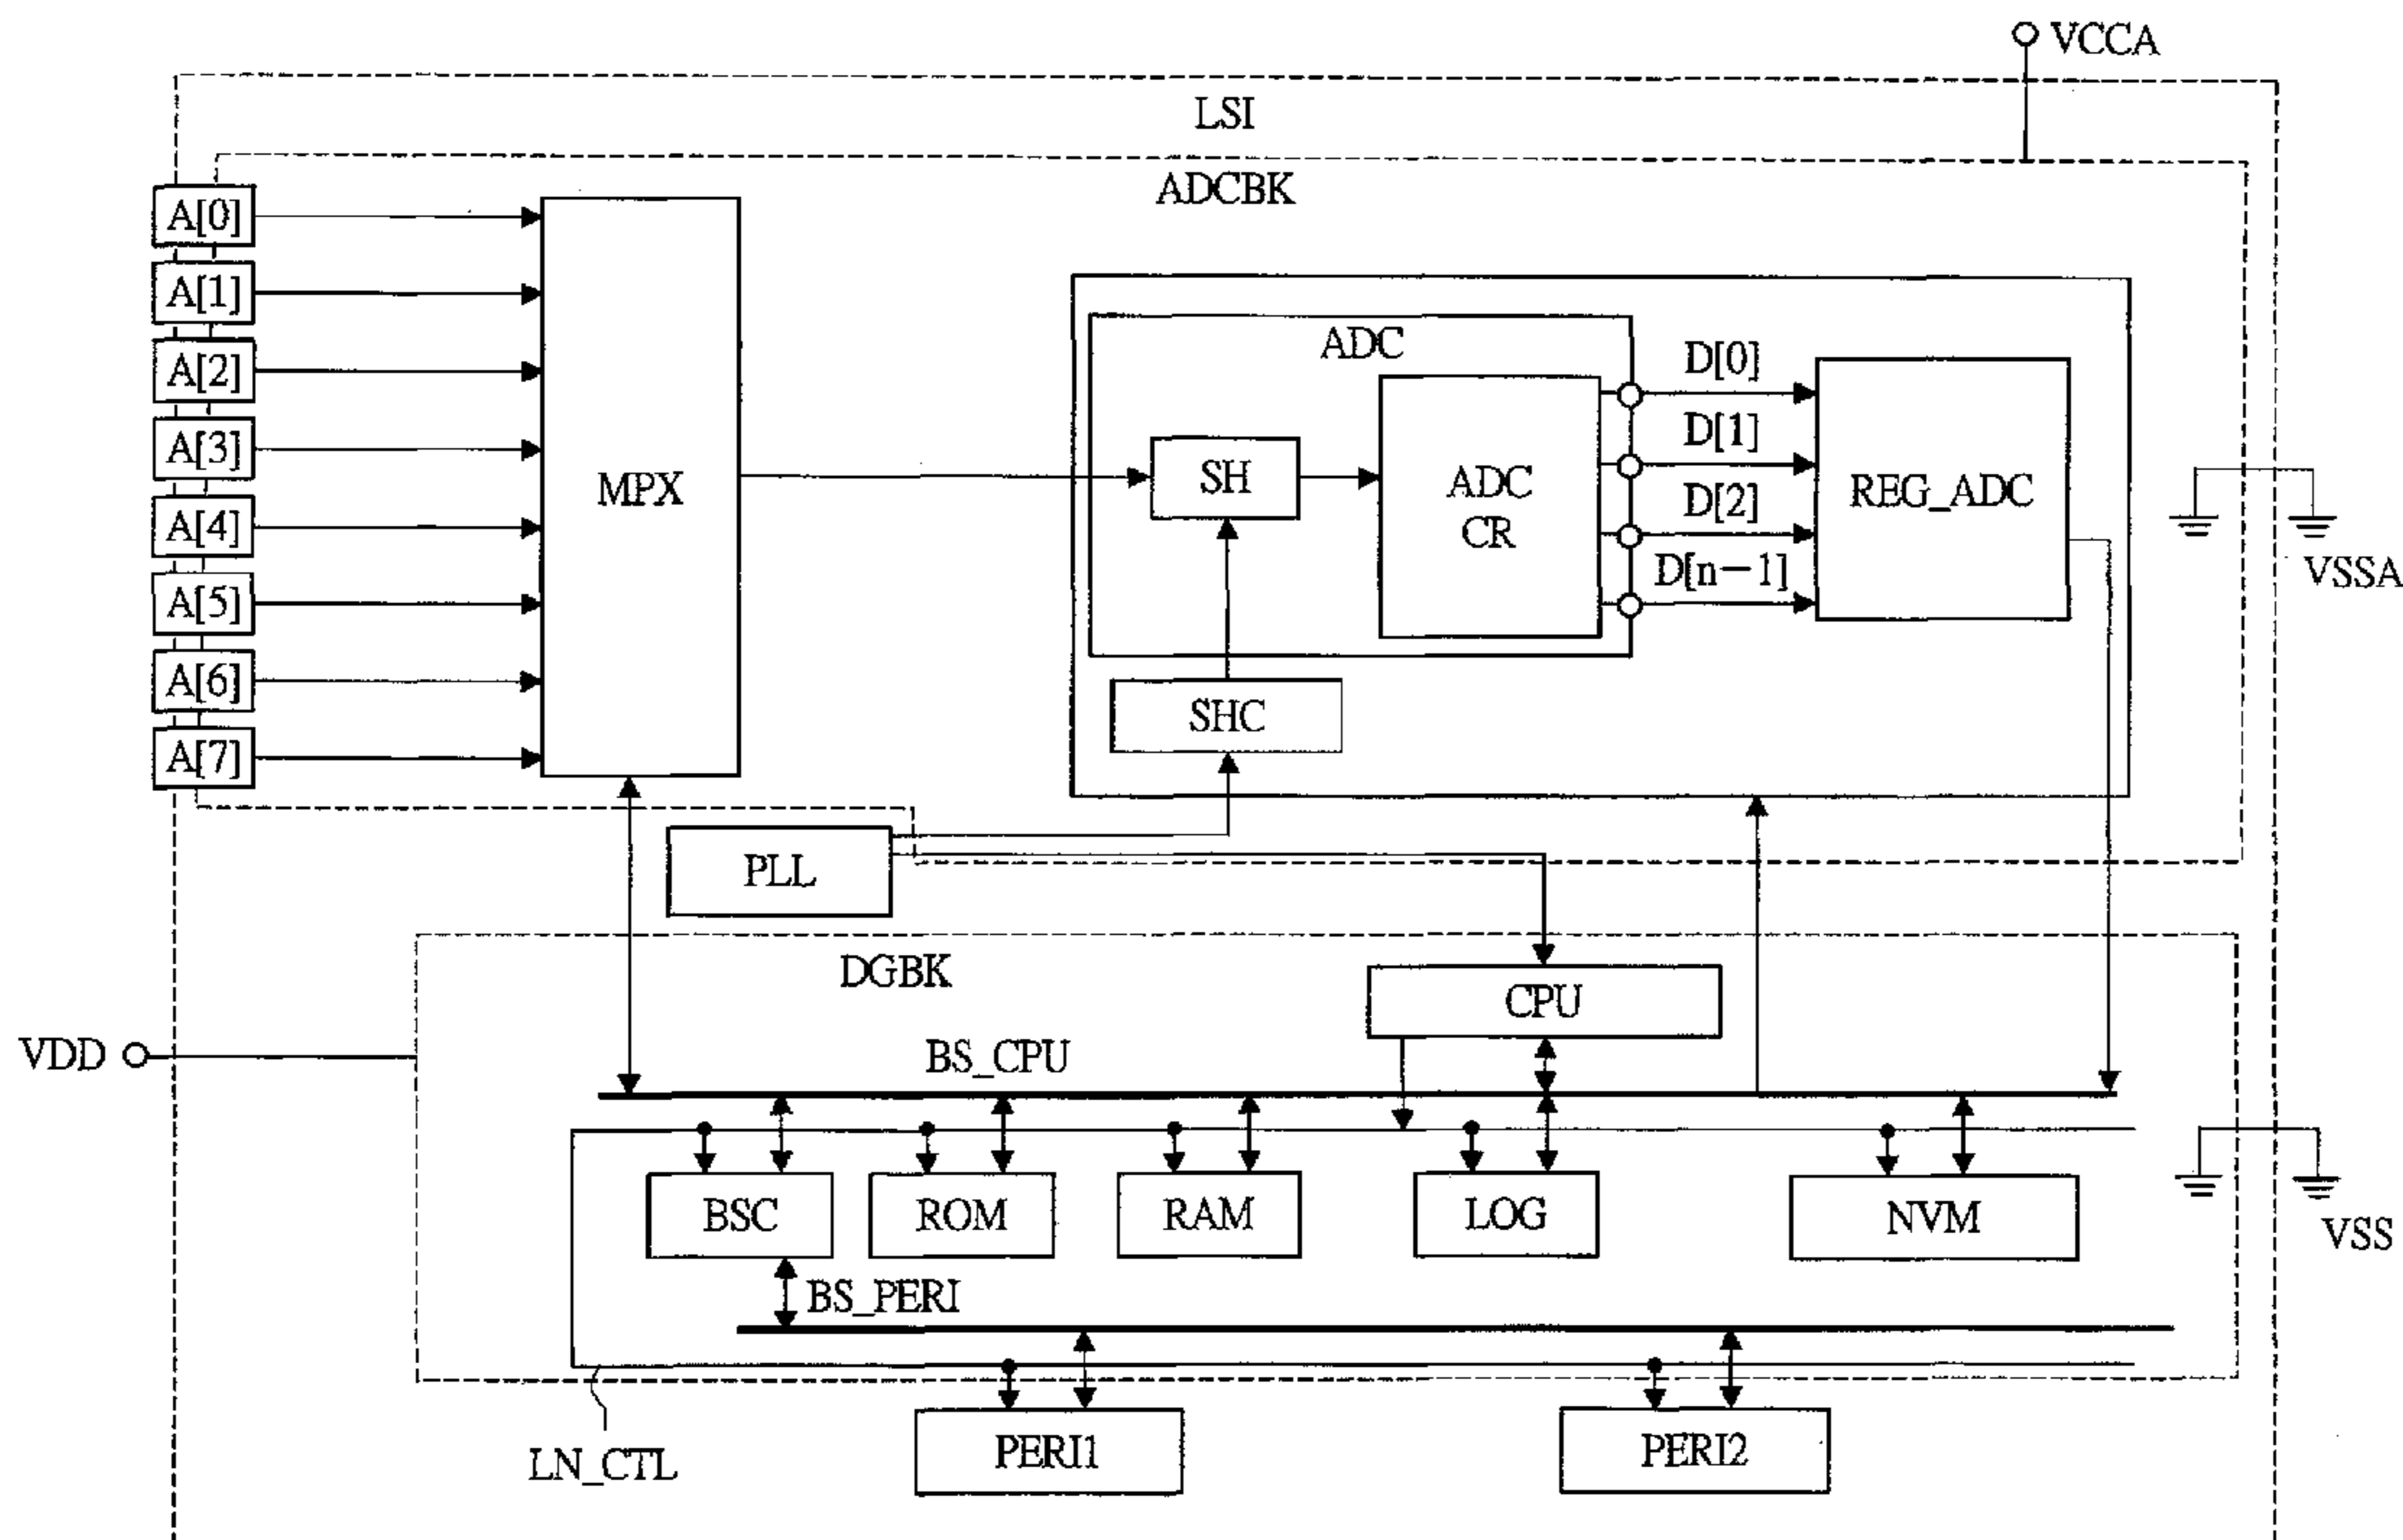 VCCA
LSI
ADCBK
A[0]
A[1]
A[2]
A[3]
A[4]
A[5]
A[6]
A[7]
MPX
ADC
SH
ADC
CR
SHC
D[0]
D[1]
D[2]
D[n−1]
REG_ADC
VSSA
PLL
DGBK
CPU
VDD
BS_CPU
BSC
ROM
RAM
LOG
NVM
VSS
BS_PERI
LN_CTL
PERI1
PERI2